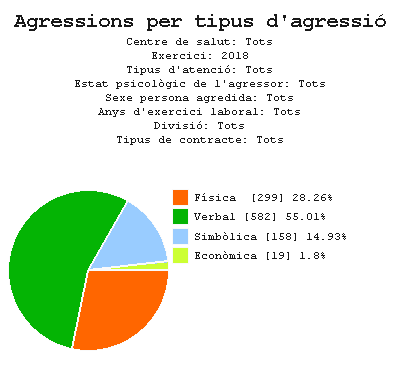 Agressions per tipus d'agressió
Centre de salut: Tots
Exercici: 2018
Tipus d'atenció: Tots
Estat psicològic de l'agressor: Tots
Sexe persona agredida: Tots
Anys d'exercici laboral: Tots
Divisió: Tots
Tipus de contracte: Tots
Física [299] 28.26%
Verbal [582] 55.01%
Simbòlica [158] 14.93%
Econòmica [19] 1.8%